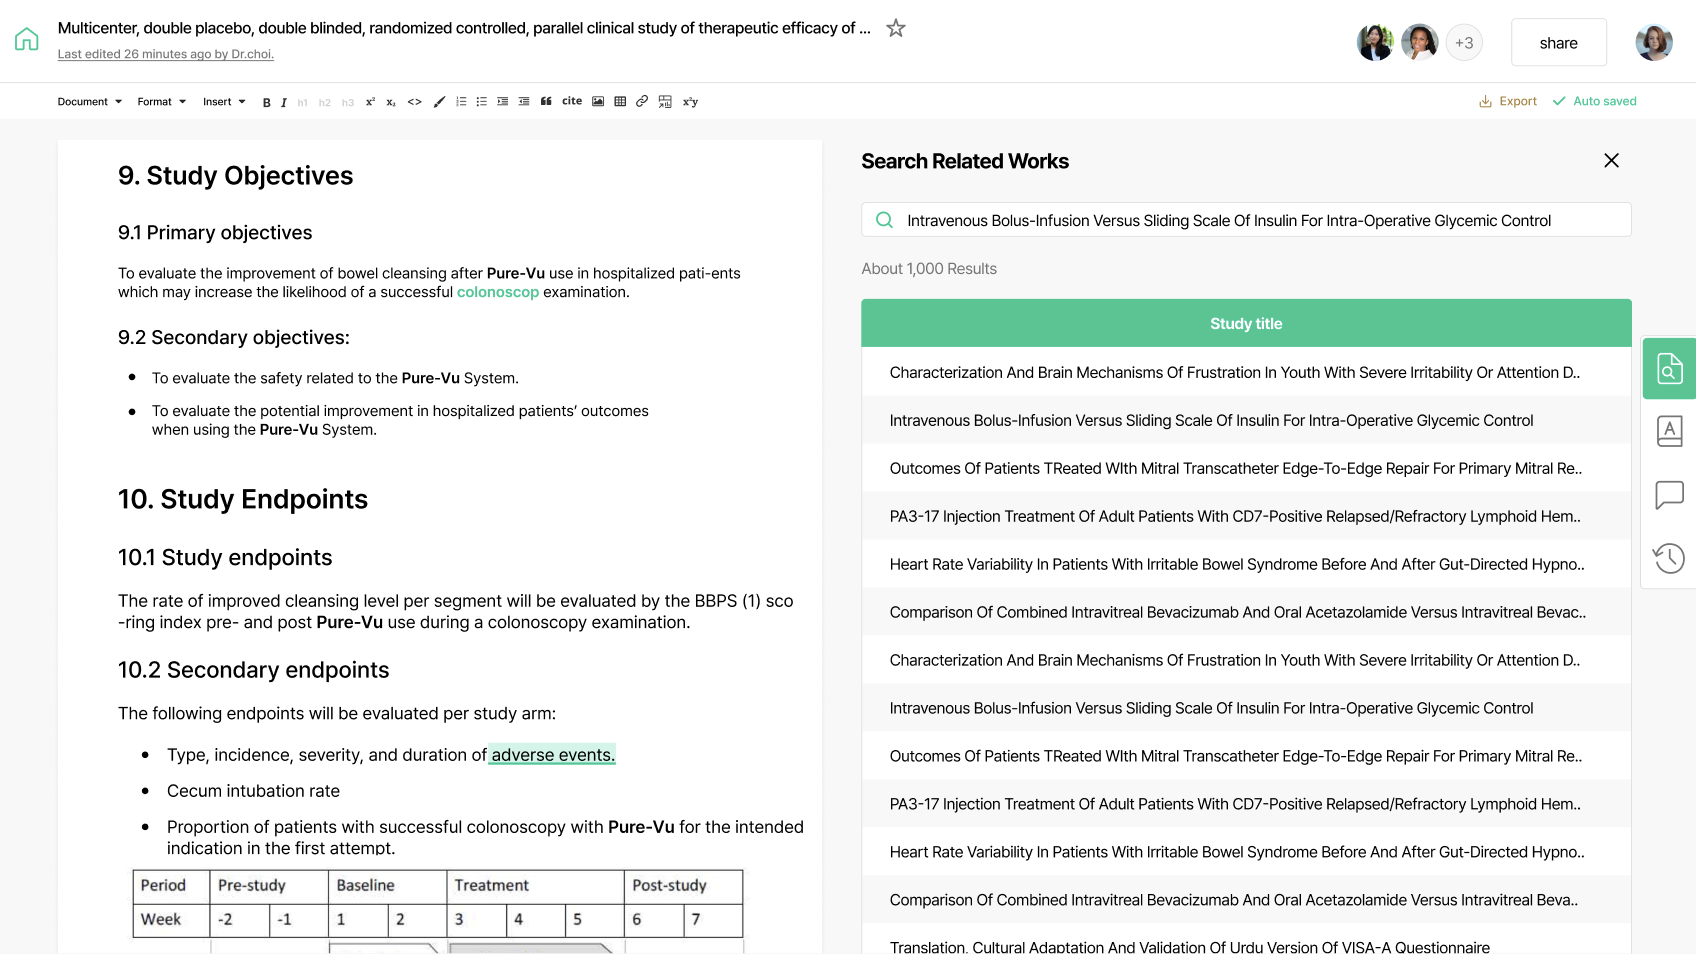 Multicenter, double placebo, double blinded, randomized controlled, parallel clinical study of therapeutic efficacy of ...
Last edited 26 minutes ago by Dr.choi.
+3
share
Document
Format
Insert
B I h1 h2 h3 x² x₂ <> cite x²y
Export
Auto saved
9. Study Objectives
9.1 Primary objectives
To evaluate the improvement of bowel cleansing after Pure-Vu use in hospitalized pati-ents
which may increase the likelihood of a successful colonoscop examination.
9.2 Secondary objectives:
• To evaluate the safety related to the Pure-Vu System.
• To evaluate the potential improvement in hospitalized patients’ outcomes
when using the Pure-Vu System.
10. Study Endpoints
10.1 Study endpoints
The rate of improved cleansing level per segment will be evaluated by the BBPS (1) sco
-ring index pre- and post Pure-Vu use during a colonoscopy examination.
10.2 Secondary endpoints
The following endpoints will be evaluated per study arm:
• Type, incidence, severity, and duration of adverse events.
• Cecum intubation rate
• Proportion of patients with successful colonoscopy with Pure-Vu for the intended
indication in the first attempt.
Period Pre-study Baseline Treatment Post-study
Week -2 -1 1 2 3 4 5 6 7
Search Related Works
Intravenous Bolus-Infusion Versus Sliding Scale Of Insulin For Intra-Operative Glycemic Control
About 1,000 Results
Study title
Characterization And Brain Mechanisms Of Frustration In Youth With Severe Irritability Or Attention D..
Intravenous Bolus-Infusion Versus Sliding Scale Of Insulin For Intra-Operative Glycemic Control
Outcomes Of Patients TReated WIth Mitral Transcatheter Edge-To-Edge Repair For Primary Mitral Re..
PA3-17 Injection Treatment Of Adult Patients With CD7-Positive Relapsed/Refractory Lymphoid Hem..
Heart Rate Variability In Patients With Irritable Bowel Syndrome Before And After Gut-Directed Hypno..
Comparison Of Combined Intravitreal Bevacizumab And Oral Acetazolamide Versus Intravitreal Bevac..
Characterization And Brain Mechanisms Of Frustration In Youth With Severe Irritability Or Attention D..
Intravenous Bolus-Infusion Versus Sliding Scale Of Insulin For Intra-Operative Glycemic Control
Outcomes Of Patients TReated WIth Mitral Transcatheter Edge-To-Edge Repair For Primary Mitral Re..
PA3-17 Injection Treatment Of Adult Patients With CD7-Positive Relapsed/Refractory Lymphoid Hem..
Heart Rate Variability In Patients With Irritable Bowel Syndrome Before And After Gut-Directed Hypno..
Comparison Of Combined Intravitreal Bevacizumab And Oral Acetazolamide Versus Intravitreal Beva..
Translation, Cultural Adaptation And Validation Of Urdu Version Of VISA-A Questionnaire
A